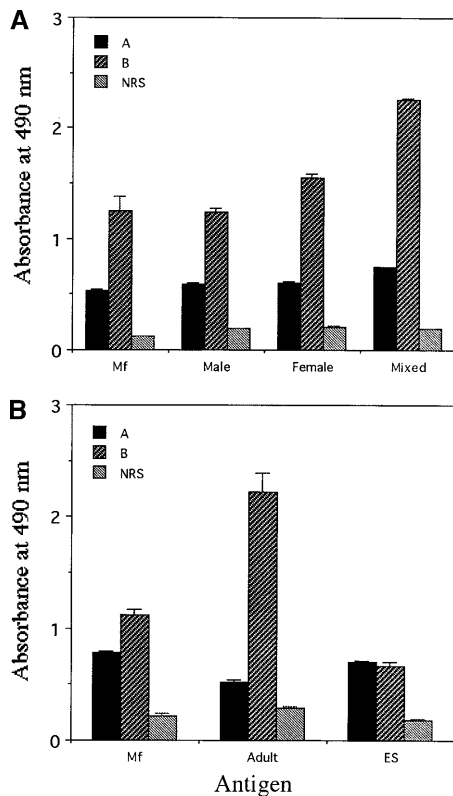 A
3
2
1
0
Absorbance at 490 nm
A
B
NRS
Mf
Male
Female
Mixed
B
3
2
1
0
Absorbance at 490 nm
A
B
NRS
Mf
Adult
ES
Antigen